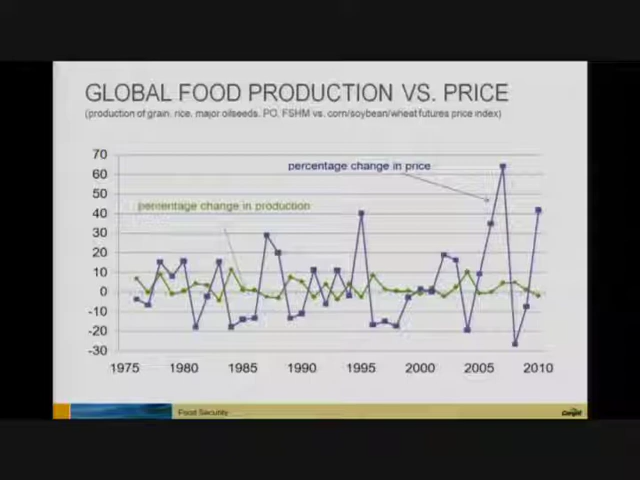 GLOBAL FOOD PRODUCTION VS. PRICE
(production of grain, rice, major oilseeds, PO, FSHM vs. corn/soybean/wheat futures price index)
70
percentage change in price
60
50
percentage change in production
40
30
20
10
0
-10
-20
-30
1975 1980 1985 1990 1995 2000 2005 2010
Food Security
Cargill